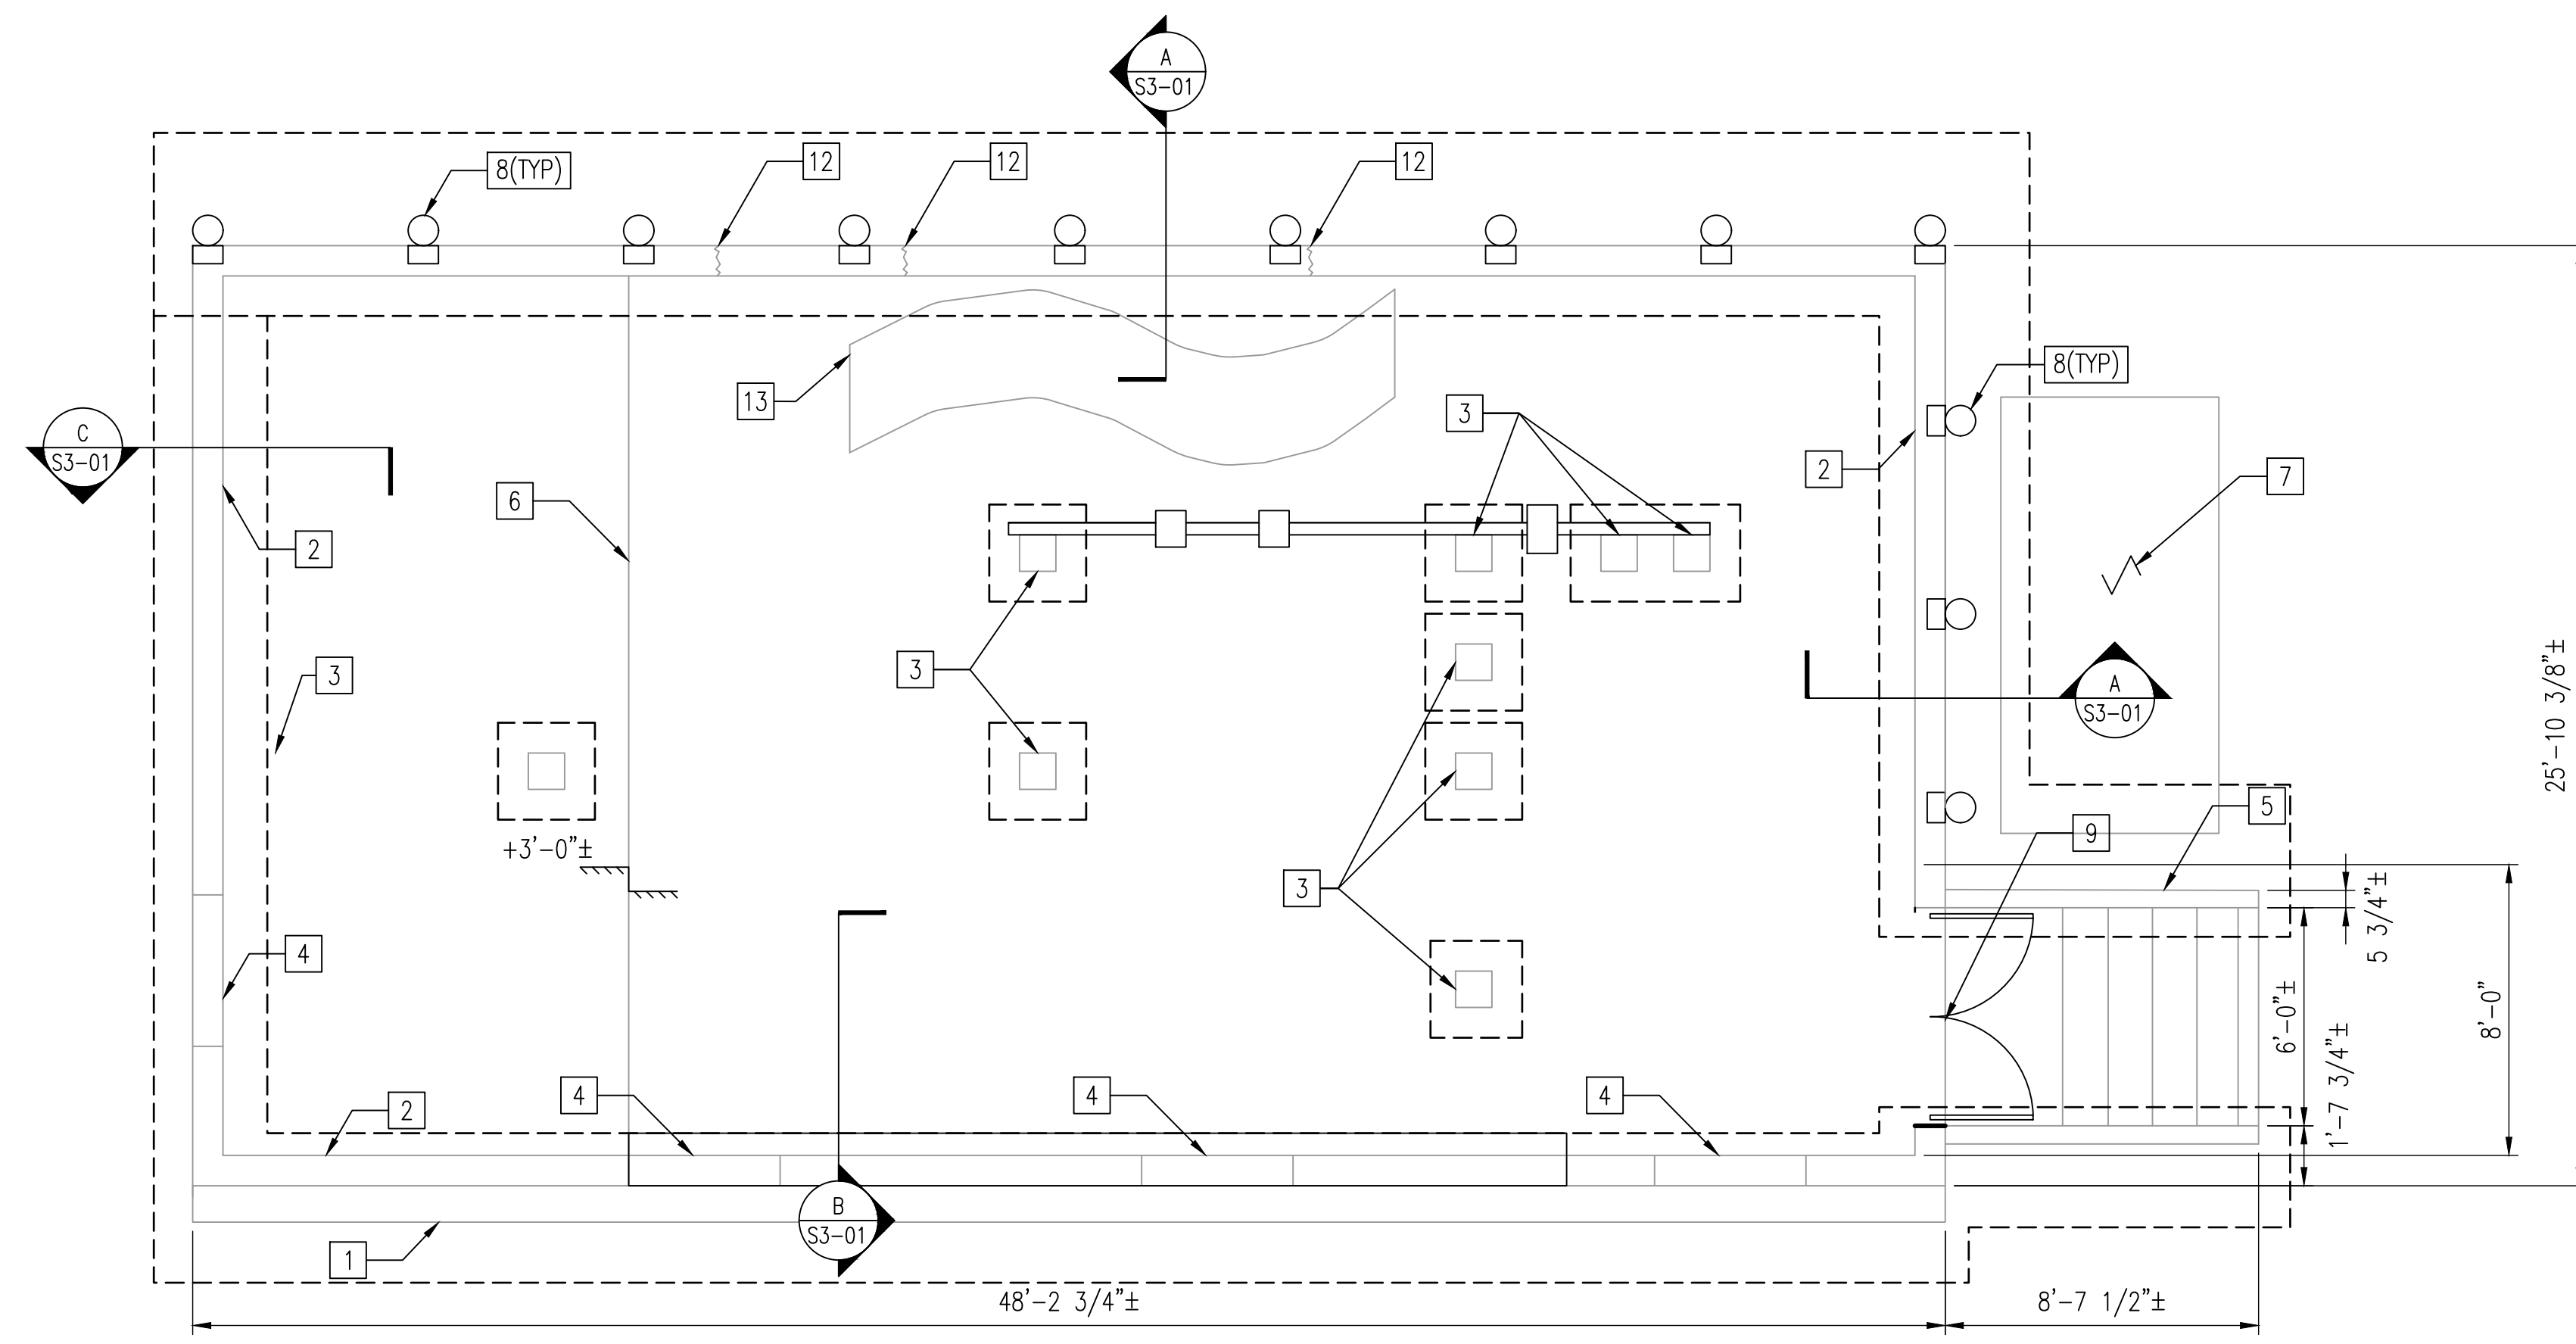 A
S3-01
8(TYP)
12
12
12
8(TYP)
13
3
2
7
C
S3-01
6
2
3
3
A
S3-01
25'-10 3/8"±
5
9
+3'-0"±
3
5 3/4"±
4
6'-0"±
8'-0"
1'-7 3/4"±
2
4
4
4
B
S3-01
1
48'-2 3/4"±
8'-7 1/2"±